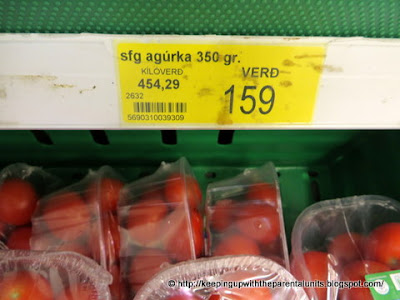 sfg agúrka 350 gr.
KÍLÓVERÐ
VERÐ
454,29
159
2632
5690310039309
© http://keepingupwiththeparentalunits.blogspot.com/